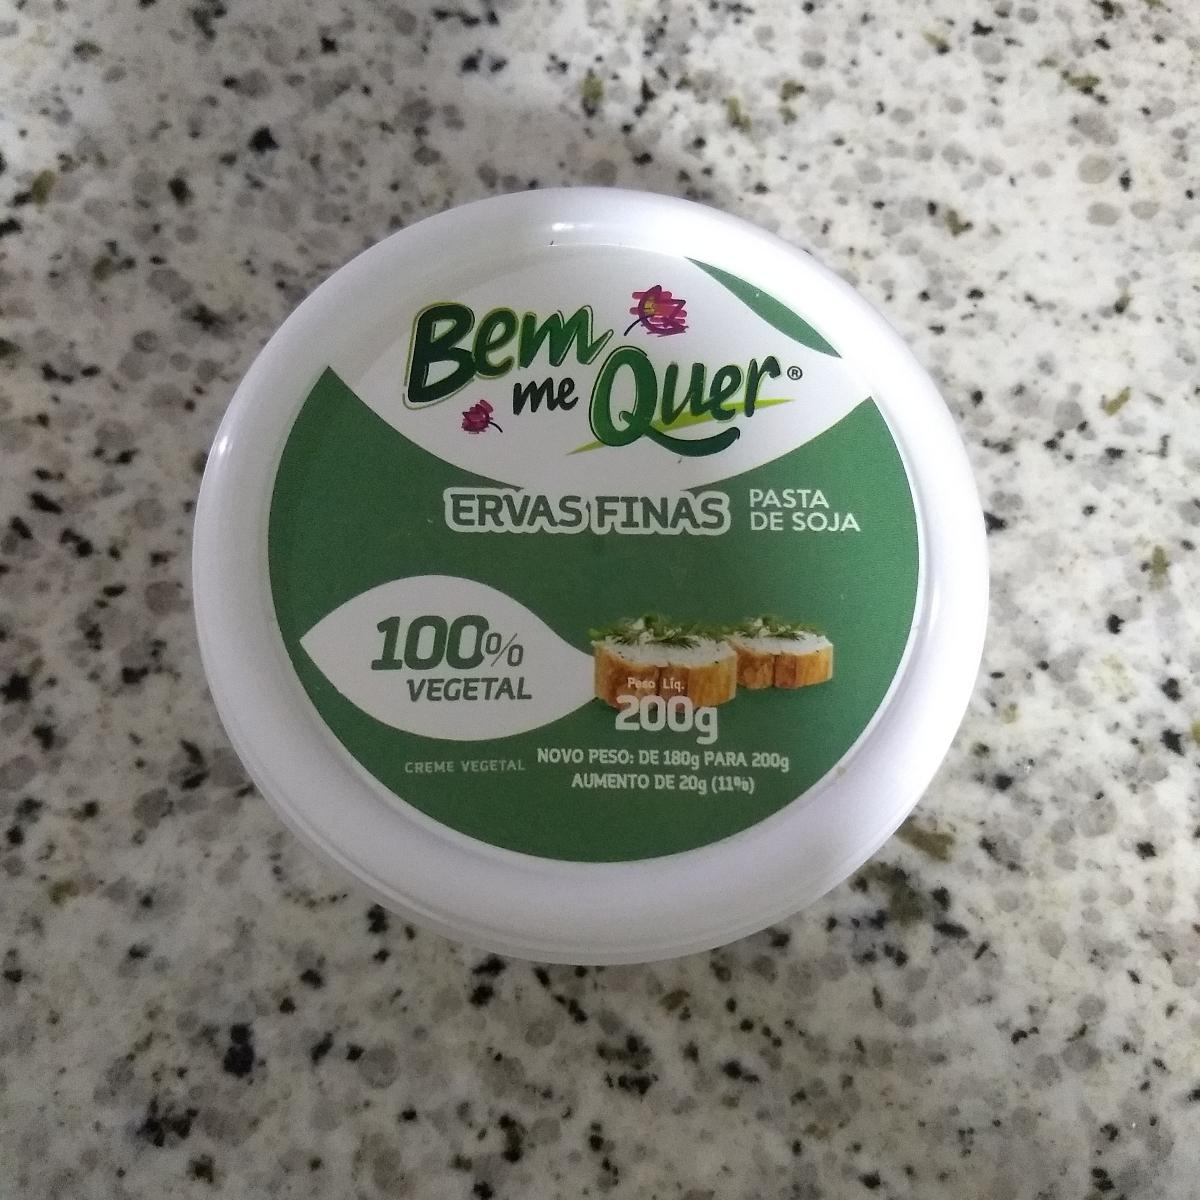 Bem
me Quer®
ERVAS FINAS
PASTA
DE SOJA
100%
VEGETAL
Peso Líq.
200g
CREME VEGETAL
NOVO PESO: DE 180g PARA 200g
AUMENTO DE 20g (11%)